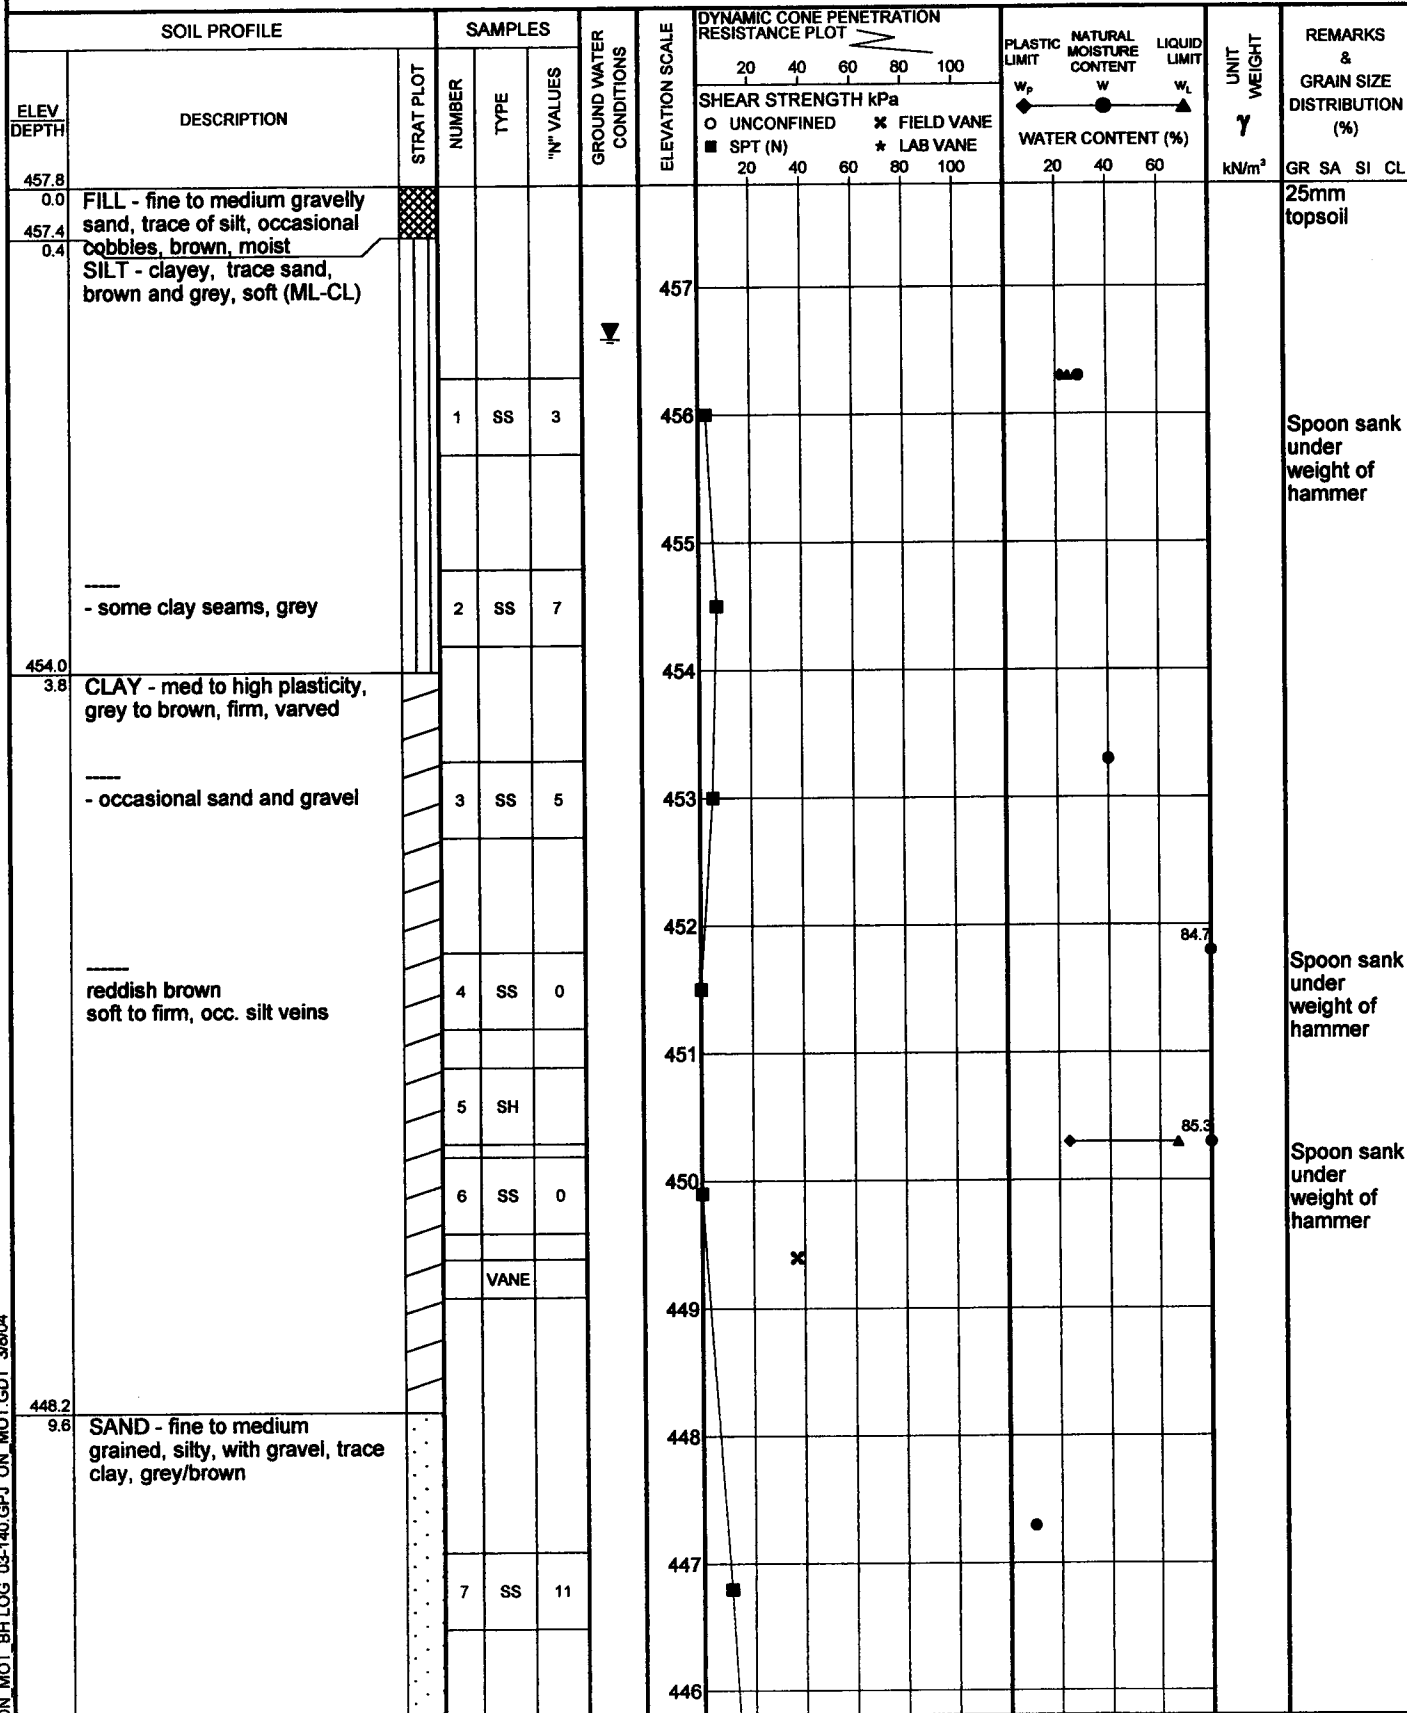 SOIL PROFILE
SAMPLES
GROUND WATER
CONDITIONS
ELEVATION SCALE
DYNAMIC CONE PENETRATION
RESISTANCE PLOT
20 40 60 80 100
SHEAR STRENGTH kPa
UNCONFINED
FIELD VANE
SPT (N)
LAB VANE
20 40 60 80 100
PLASTIC
LIMIT
NATURAL
MOISTURE
CONTENT
LIQUID
LIMIT
WP
W
WL
WATER CONTENT (%)
20 40 60
UNIT
WEIGHT
γ
kN/m³
REMARKS
&
GRAIN SIZE
DISTRIBUTION
(%)
GR SA SI CL
ELEV
DEPTH
DESCRIPTION
STRAT PLOT
NUMBER
TYPE
"N" VALUES
457.8
0.0
FILL - fine to medium gravelly
sand, trace of silt, occasional
cobbles, brown, moist
25mm
topsoil
457.4
0.4
SILT - clayey, trace sand,
brown and grey, soft (ML-CL)
457
1 SS 3
456
Spoon sank
under
weight of
hammer
455
-----
- some clay seams, grey
2 SS 7
454.0
3.8
454
CLAY - med to high plasticity,
grey to brown, firm, varved
-----
- occasional sand and gravel
3 SS 5
453
452
84.7
------
reddish brown
soft to firm, occ. silt veins
4 SS 0
Spoon sank
under
weight of
hammer
451
5 SH
85.3
450
6 SS 0
Spoon sank
under
weight of
hammer
VANE
449
448.2
9.6
SAND - fine to medium
grained, silty, with gravel, trace
clay, grey/brown
448
447
7 SS 11
446
ON_MOT_BH LOG 03-140.GPJ ON_MOT.GDT 3/8/04